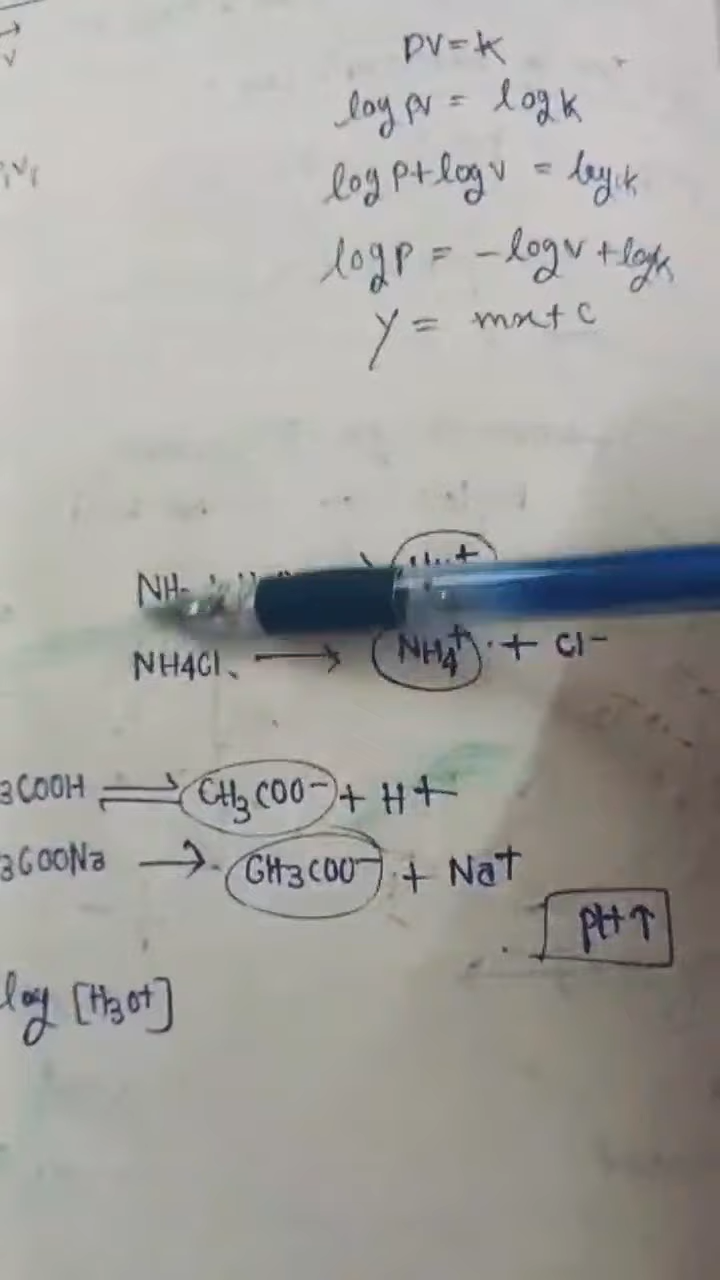 PV = K
log PV = log K
log P + log V = log K
log P = - log V + log K
y = mx + c
NH
NH4Cl → NH4+ + Cl-
3COOH ⇌ CH3COO- + H+
3COONa → CH3COO- + Na+
pH↑
log [H3O+]